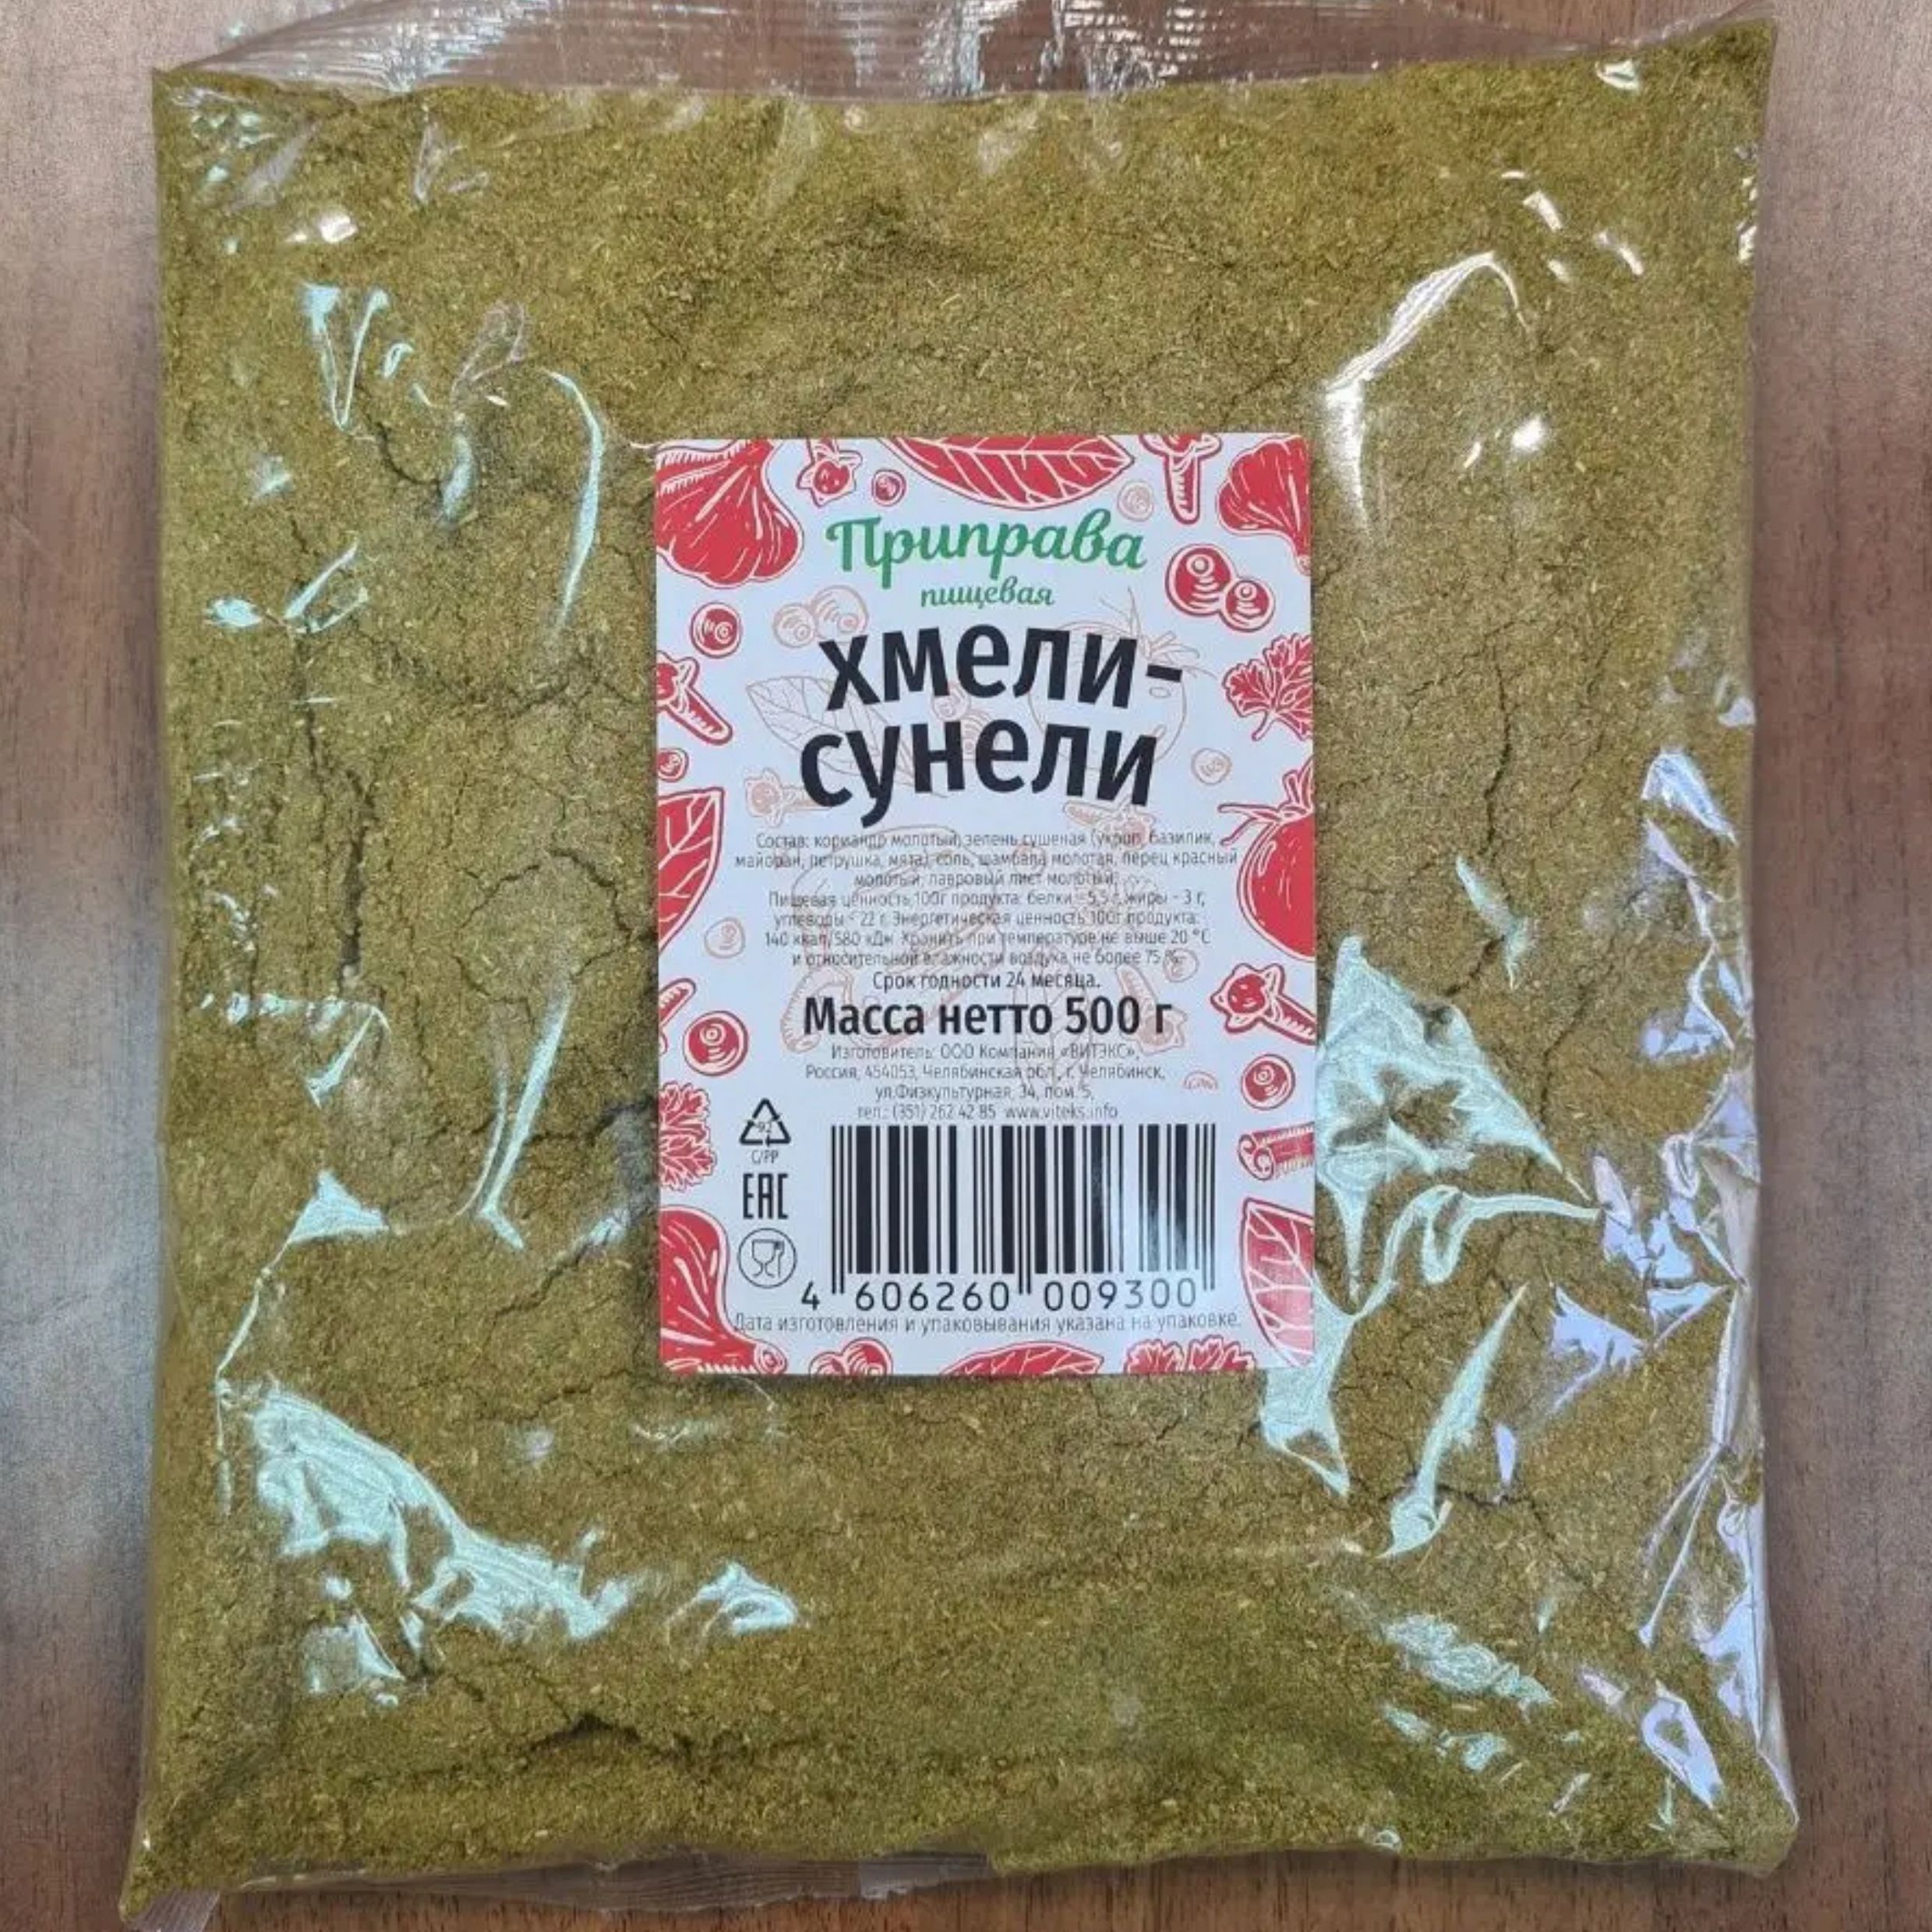 Приправа
пищевая
хмели-
сунели
Состав: кориандр молотый, зелень сушеная (укроп, базилик,
майоран, петрушка, мята), соль, шамбала молотая, перец красный
молотый, лавровый лист молотый.
Пищевая ценность 100г продукта: белки - 5,5 г, жиры - 3 г,
углеводы - 22 г. Энергетическая ценность 100г продукта:
140 ккал/580 кДж. Хранить при температуре не выше 20 °С
и относительной влажности воздуха не более 75 %.
Срок годности 24 месяца.
Масса нетто 500 г
Изготовитель: ООО Компания «ВИТЭКС»,
Россия, 454053, Челябинская обл., г. Челябинск,
ул.Физкультурная, 34, пом. 5,
тел.: (351) 262 42 85 www.viteks.info
92
C/PP
EAC
4 606260 009300
Дата изготовления и упаковывания указана на упаковке.